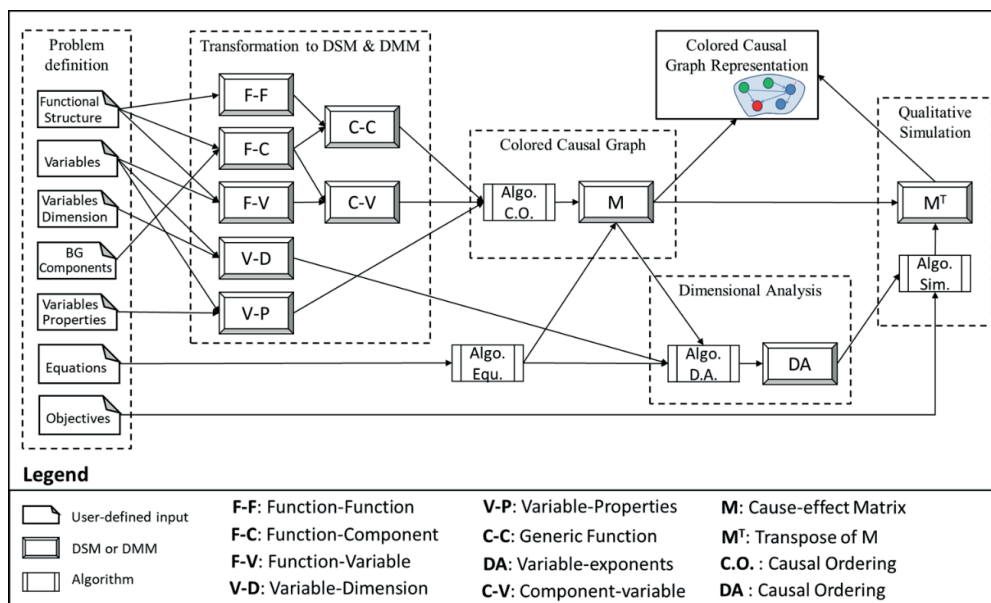 Problem
definition
Functional
Structure
Variables
Variables
Dimension
BG
Components
Variables
Properties
Equations
Objectives
Transformation to DSM & DMM
F-F
F-C
F-V
V-D
V-P
C-C
C-V
Colored Causal Graph
Algo.
C.O.
M
Algo.
Equ.
Colored Causal
Graph Representation
Dimensional Analysis
Algo.
D.A.
DA
Qualitative
Simulation
Mᵀ
Algo.
Sim.
Legend
User-defined input
DSM or DMM
Algorithm
F-F: Function-Function
F-C: Function-Component
F-V: Function-Variable
V-D: Variable-Dimension
V-P: Variable-Properties
C-C: Generic Function
DA: Variable-exponents
C-V: Component-variable
M: Cause-effect Matrix
Mᵀ: Transpose of M
C.O. : Causal Ordering
DA : Causal Ordering